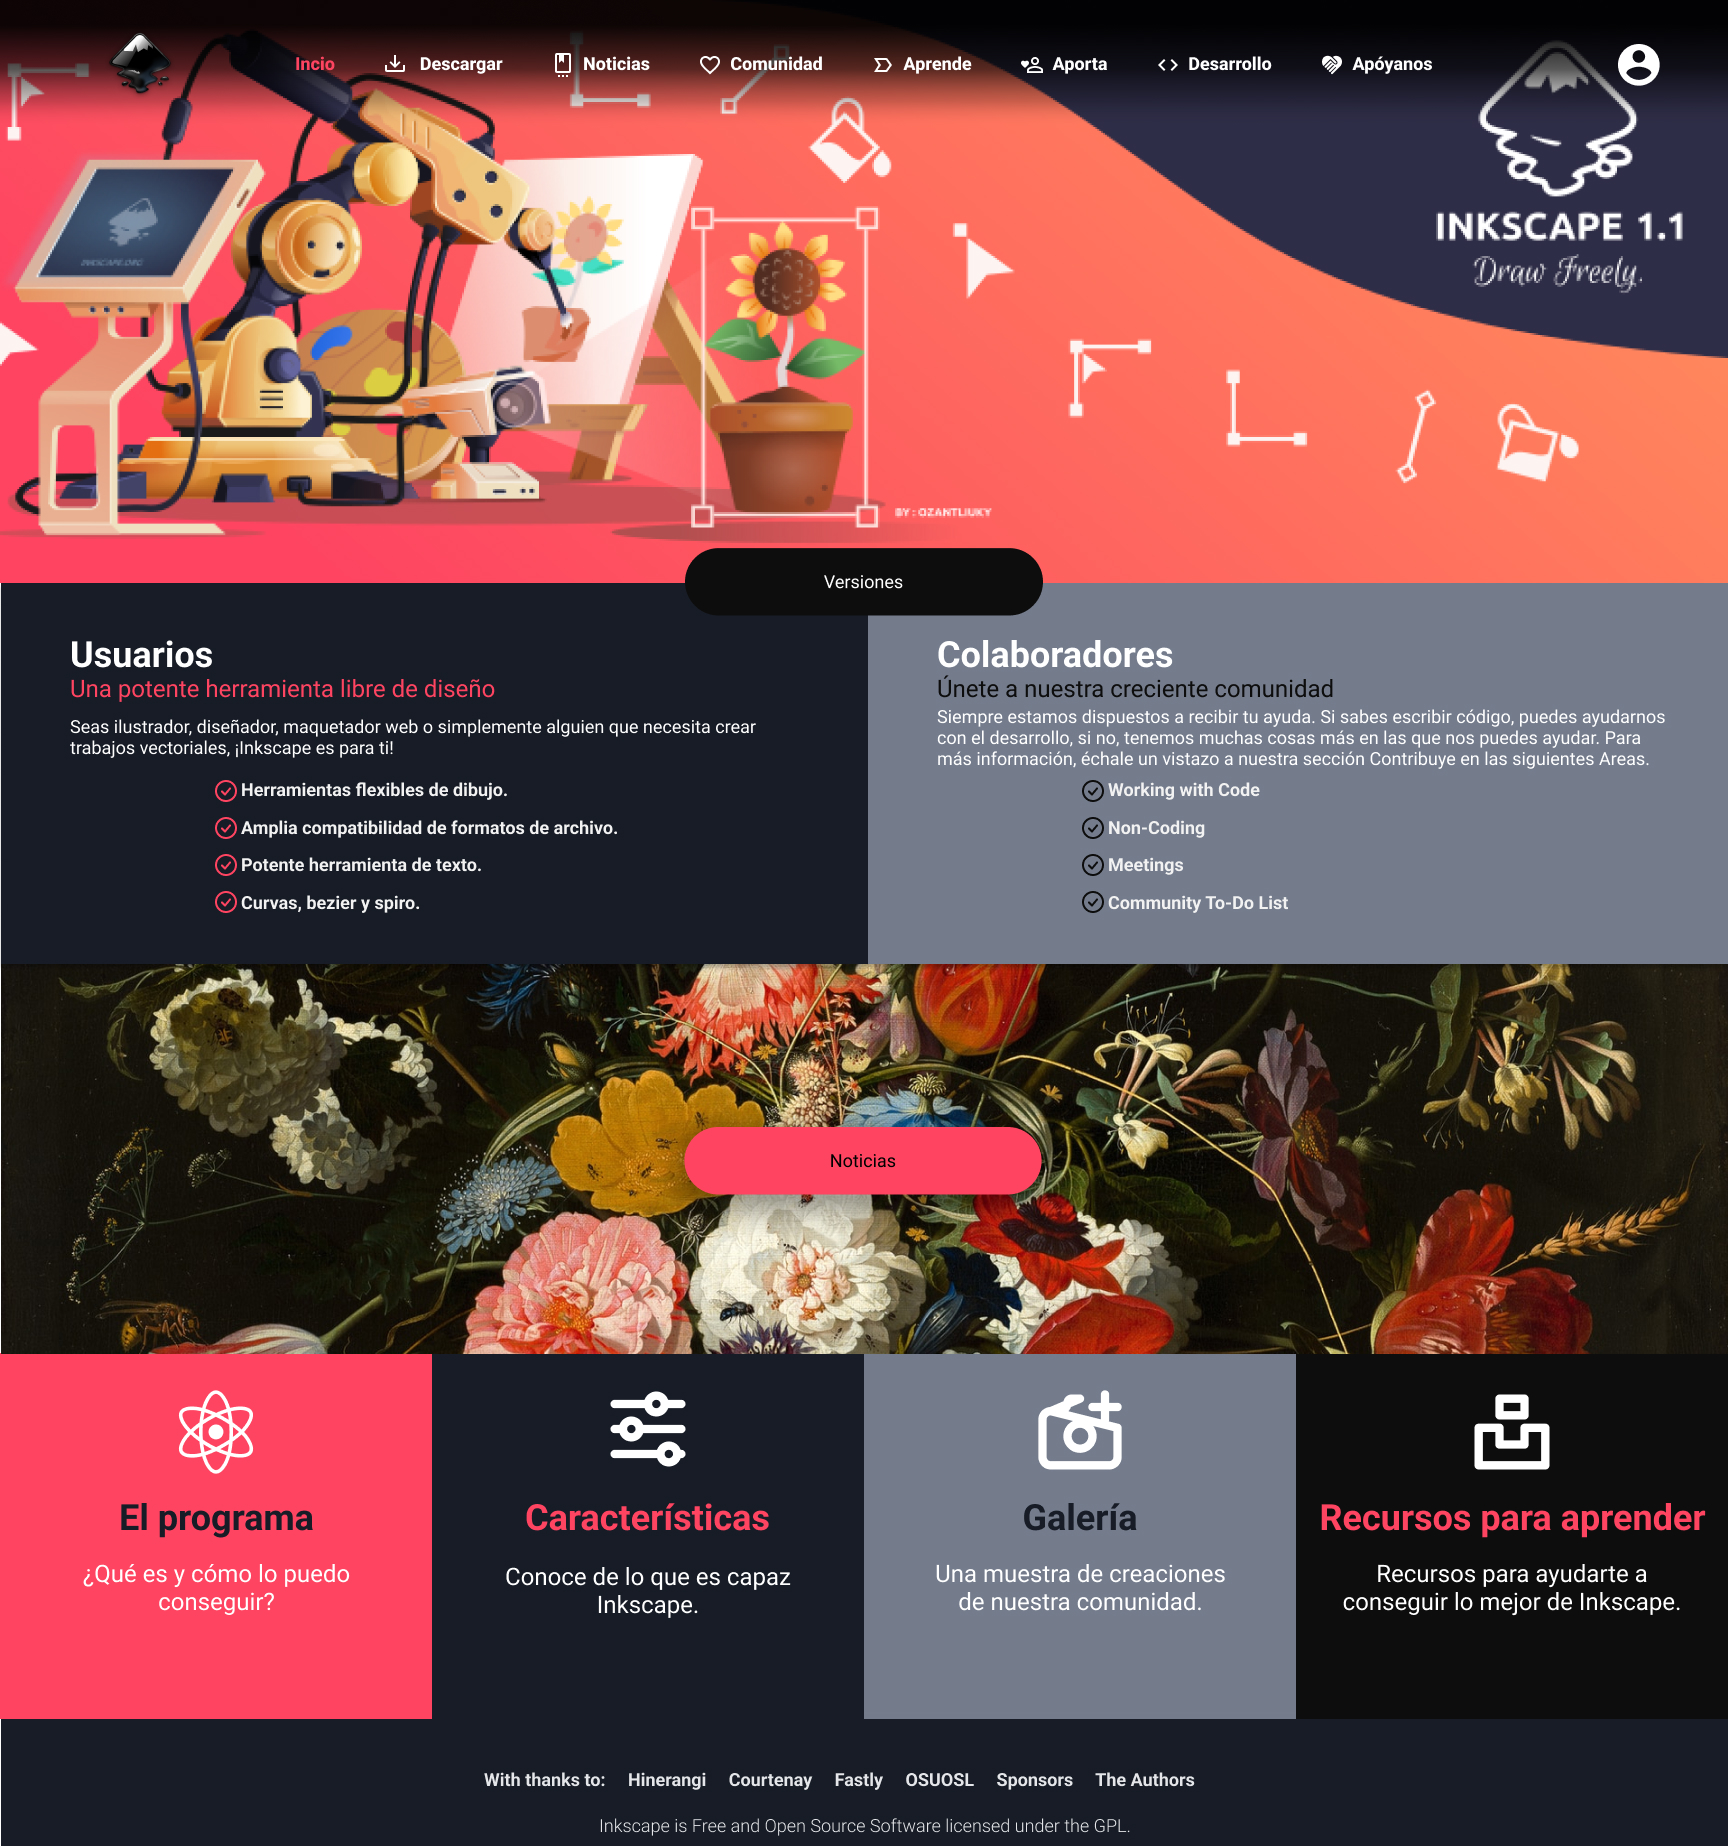 Incio
Descargar
Noticias
Comunidad
Aprende
Aporta
Desarrollo
Apóyanos
INKSCAPE 1.1
Draw Freely.
INKSCAPE.ORG
BY : OZANTLIUKY
Versiones
Usuarios
Una potente herramienta libre de diseño
Seas ilustrador, diseñador, maquetador web o simplemente alguien que necesita crear
trabajos vectoriales, ¡Inkscape es para ti!
Herramientas flexibles de dibujo.
Amplia compatibilidad de formatos de archivo.
Potente herramienta de texto.
Curvas, bezier y spiro.
Colaboradores
Únete a nuestra creciente comunidad
Siempre estamos dispuestos a recibir tu ayuda. Si sabes escribir código, puedes ayudarnos
con el desarrollo, si no, tenemos muchas cosas más en las que nos puedes ayudar. Para
más información, échale un vistazo a nuestra sección Contribuye en las siguientes Areas.
Working with Code
Non-Coding
Meetings
Community To-Do List
Noticias
El programa
¿Qué es y cómo lo puedo
conseguir?
Características
Conoce de lo que es capaz
Inkscape.
Galería
Una muestra de creaciones
de nuestra comunidad.
Recursos para aprender
Recursos para ayudarte a
conseguir lo mejor de Inkscape.
With thanks to: Hinerangi Courtenay Fastly OSUOSL Sponsors The Authors
Inkscape is Free and Open Source Software licensed under the GPL.